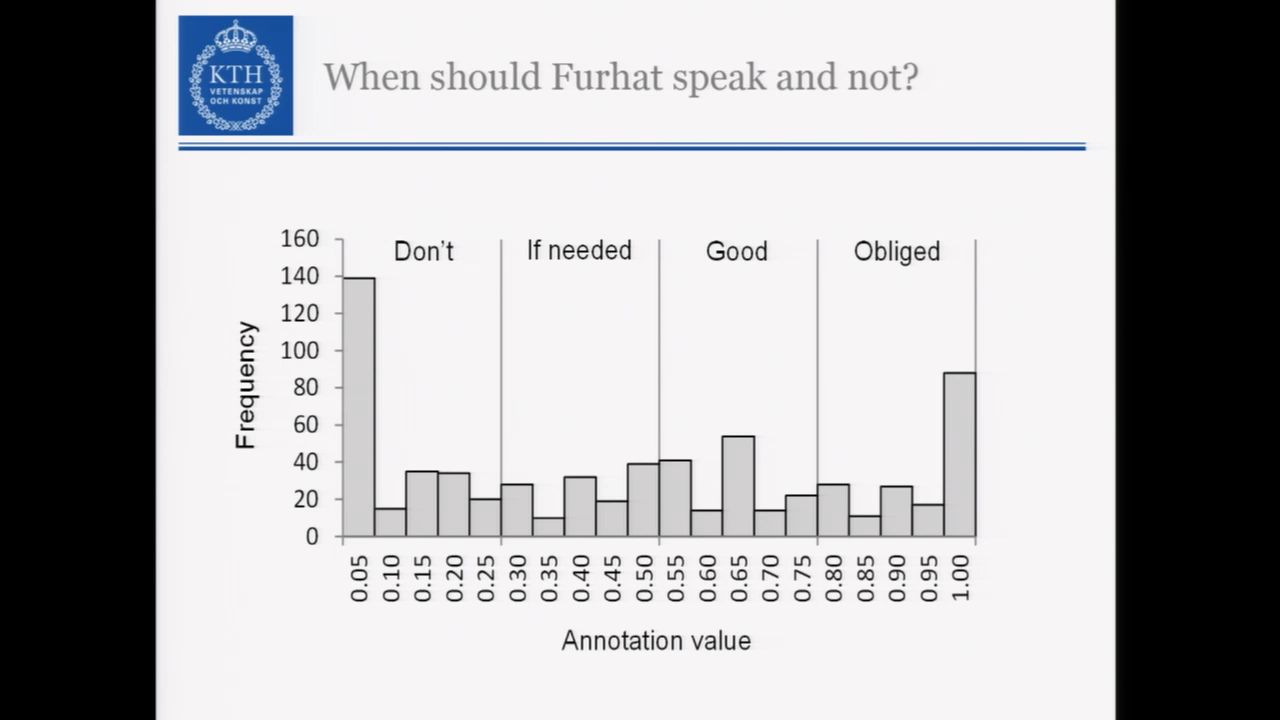 KTH
VETENSKAP
OCH KONST
When should Furhat speak and not?
Don't If needed Good Obliged
160
140
120
100
80
60
40
20
0
Frequency
0.05 0.10 0.15 0.20 0.25 0.30 0.35 0.40 0.45 0.50 0.55 0.60 0.65 0.70 0.75 0.80 0.85 0.90 0.95 1.00
Annotation value